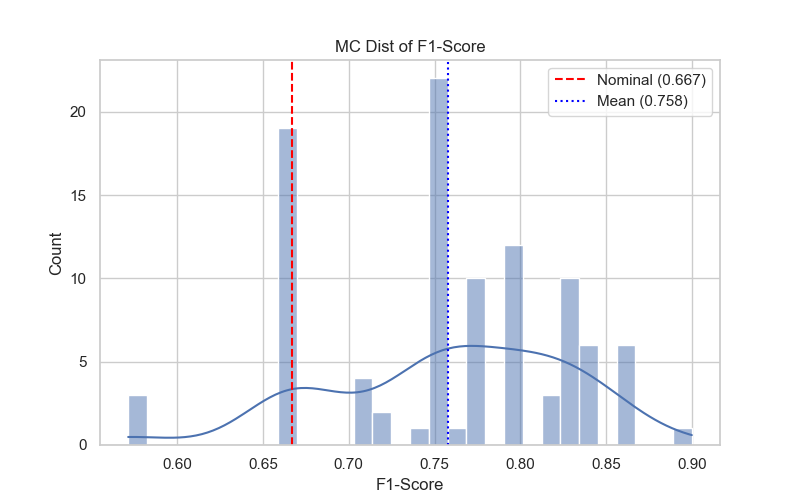 MC Dist of F1-Score
Nominal (0.667)
Mean (0.758)
Count
20
15
10
5
0
0.60 0.65 0.70 0.75 0.80 0.85 0.90
F1-Score